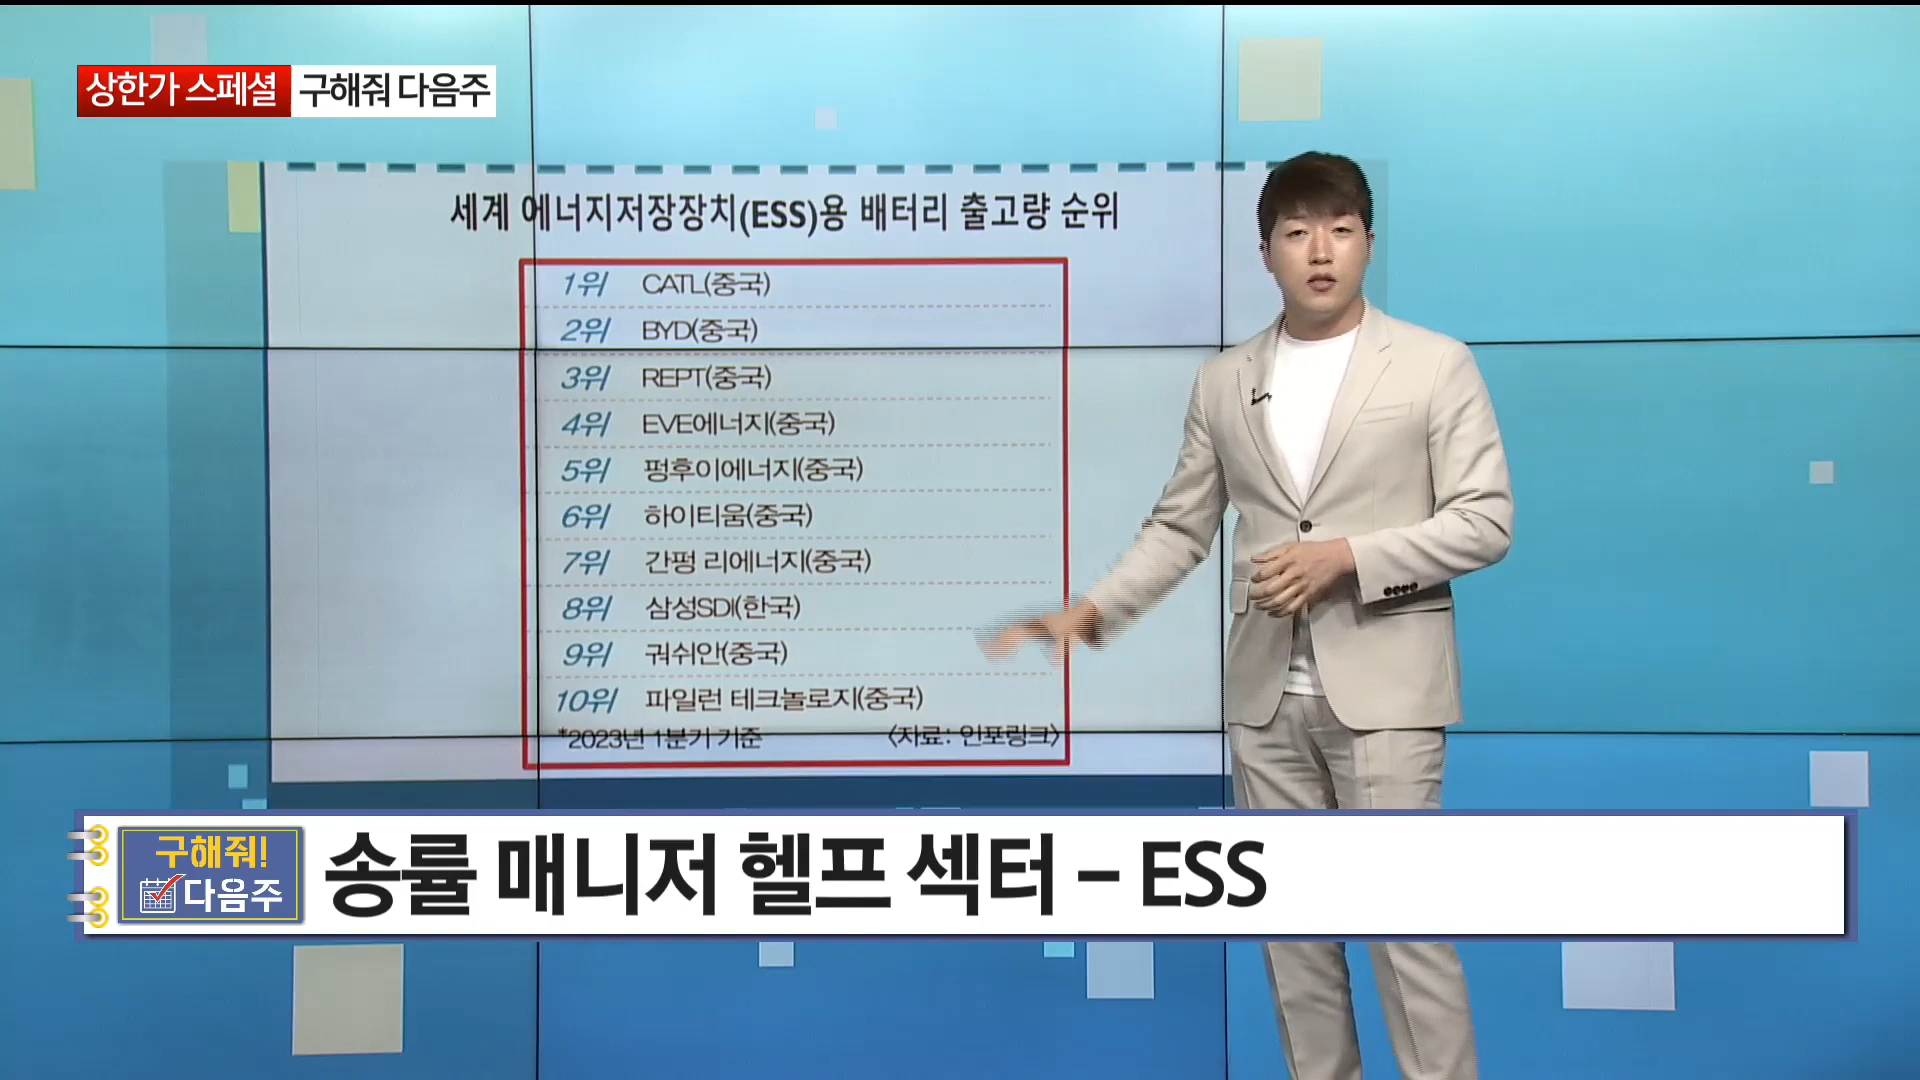 상한가 스페셜 구해줘 다음주
세계 에너지저장장치(ESS)용 배터리 출고량 순위
1위 CATL(중국)
2위 BYD(중국)
3위 REPT(중국)
4위 EVE에너지(중국)
5위 펑후이에너지(중국)
6위 하이티움(중국)
7위 간펑 리에너지(중국)
8위 삼성SDI(한국)
9위 궈쉬안(중국)
10위 파일런 테크놀로지(중국)
*2023년 1분기 기준 〈자료: 인포링크〉
구해줘!
다음주
송률 매니저 헬프 섹터 – ESS